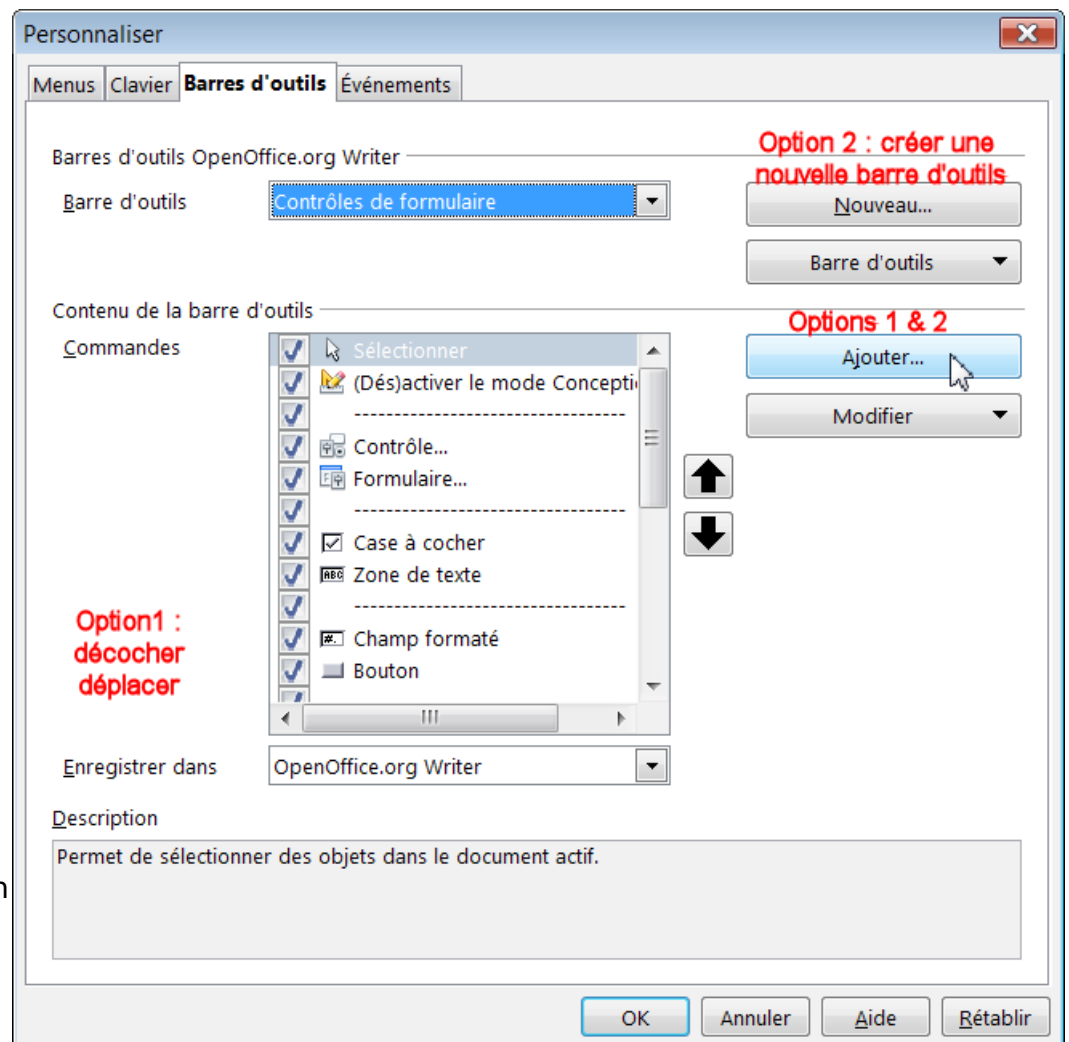 Personnaliser
Menus Clavier Barres d'outils Événements
Option 2 : créer une
nouvelle barre d'outils
Barres d'outils OpenOffice.org Writer
Barre d'outils Contrôles de formulaire Nouveau...
Barre d'outils
Contenu de la barre d'outils
Options 1 & 2
Commandes Sélectionner Ajouter...
(Dés)activer le mode Concepti
---------------------------------- Modifier
Contrôle...
Formulaire...
----------------------------------
Case à cocher
ABC Zone de texte
----------------------------------
Option1 :
décocher
déplacer
#. Champ formaté
Bouton
Enregistrer dans OpenOffice.org Writer
Description
Permet de sélectionner des objets dans le document actif.
n
OK Annuler Aide Rétablir